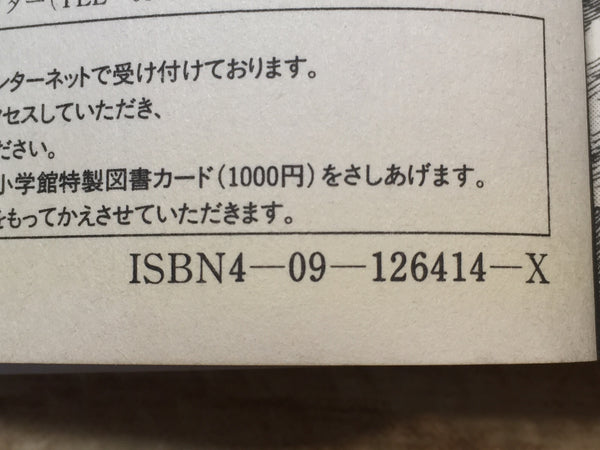 ンターネットで受け付けております。
クセスしていただき、
ださい。
小学館特製図書カード(1000円)をさしあげます。
をもってかえさせていただきます。
ISBN4―09―126414―X